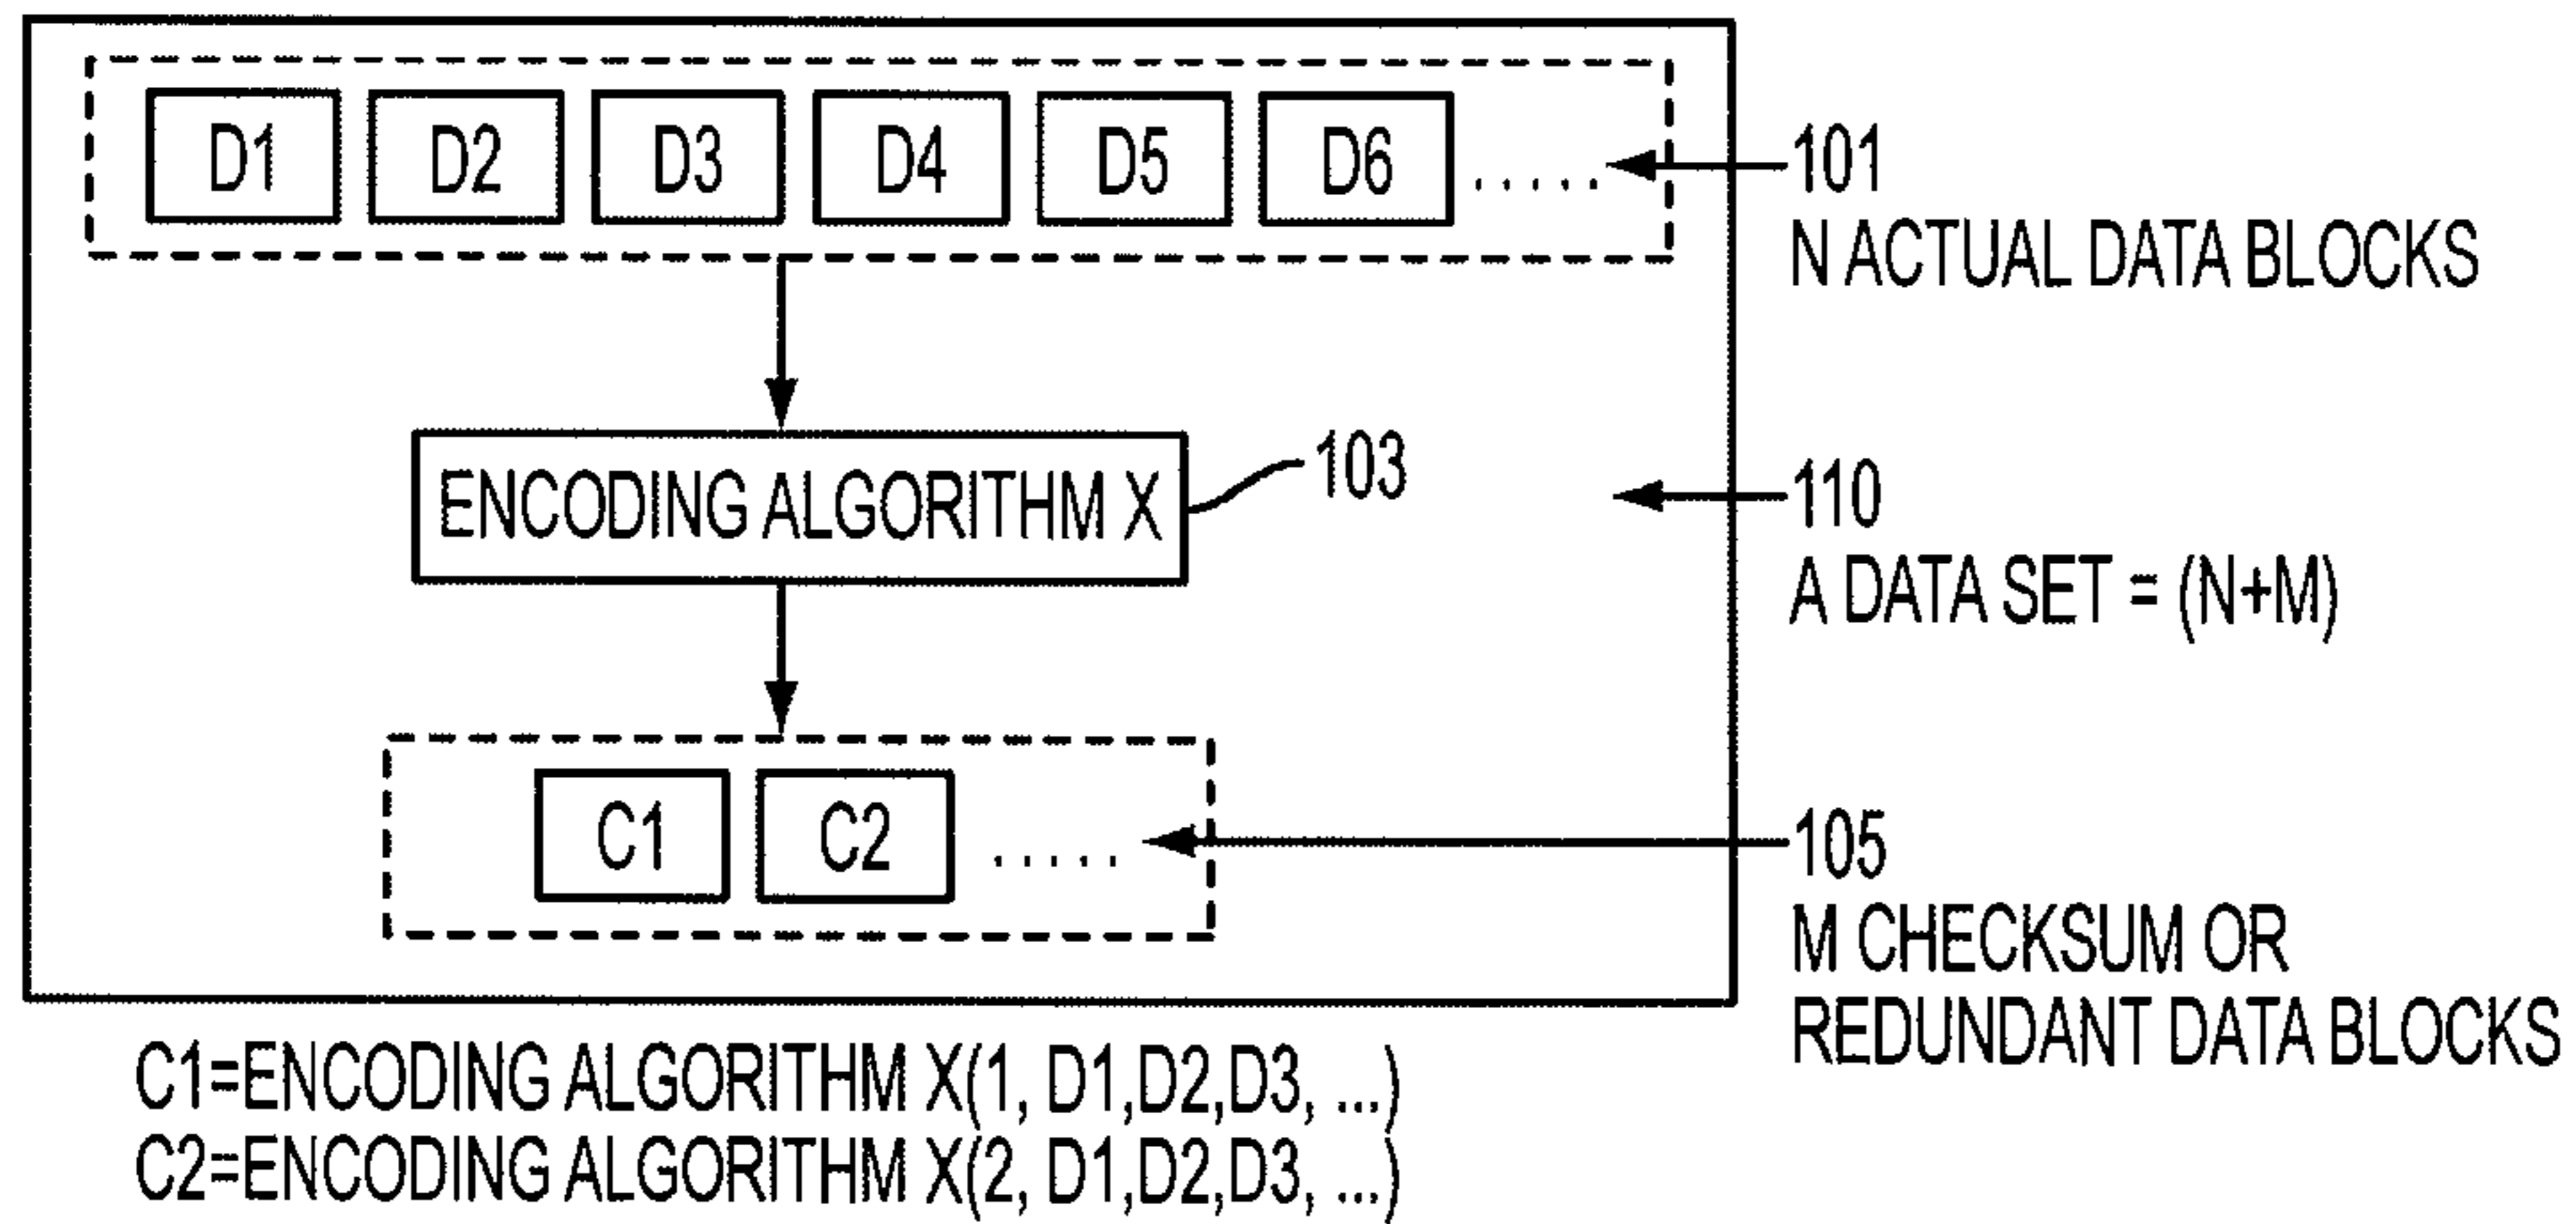 D1 D2 D3 D4 D5 D6 .....
101
N ACTUAL DATA BLOCKS
ENCODING ALGORITHM X
103
110
A DATA SET = (N+M)
C1 C2 .....
105
M CHECKSUM OR
REDUNDANT DATA BLOCKS
C1=ENCODING ALGORITHM X(1, D1,D2,D3, ...)
C2=ENCODING ALGORITHM X(2, D1,D2,D3, ...)